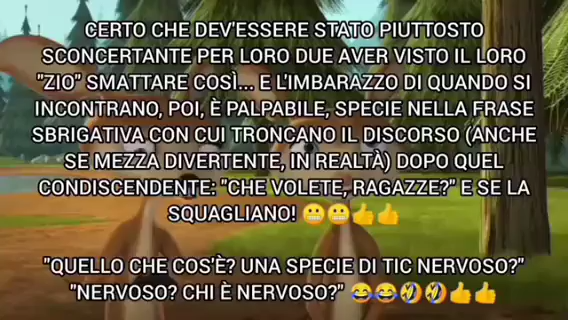 CERTO CHE DEV'ESSERE STATO PIUTTOSTO
SCONCERTANTE PER LORO DUE AVER VISTO IL LORO
"ZIO" SMATTARE COSÌ... E L'IMBARAZZO DI QUANDO SI
INCONTRANO, POI, È PALPABILE, SPECIE NELLA FRASE
SBRIGATIVA CON CUI TRONCANO IL DISCORSO (ANCHE
SE MEZZA DIVERTENTE, IN REALTÀ) DOPO QUEL
CONDISCENDENTE: "CHE VOLETE, RAGAZZE?" E SE LA
SQUAGLIANO! 😬😬👍👍
"QUELLO CHE COS'È? UNA SPECIE DI TIC NERVOSO?"
"NERVOSO? CHI È NERVOSO?" 😂😂🤣🤣👍👍